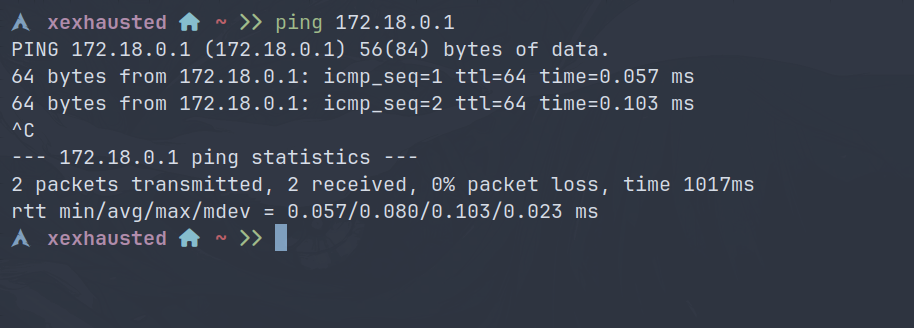 xexhausted ~ >> ping 172.18.0.1
PING 172.18.0.1 (172.18.0.1) 56(84) bytes of data.
64 bytes from 172.18.0.1: icmp_seq=1 ttl=64 time=0.057 ms
64 bytes from 172.18.0.1: icmp_seq=2 ttl=64 time=0.103 ms
^C
--- 172.18.0.1 ping statistics ---
2 packets transmitted, 2 received, 0% packet loss, time 1017ms
rtt min/avg/max/mdev = 0.057/0.080/0.103/0.023 ms
xexhausted ~ >>